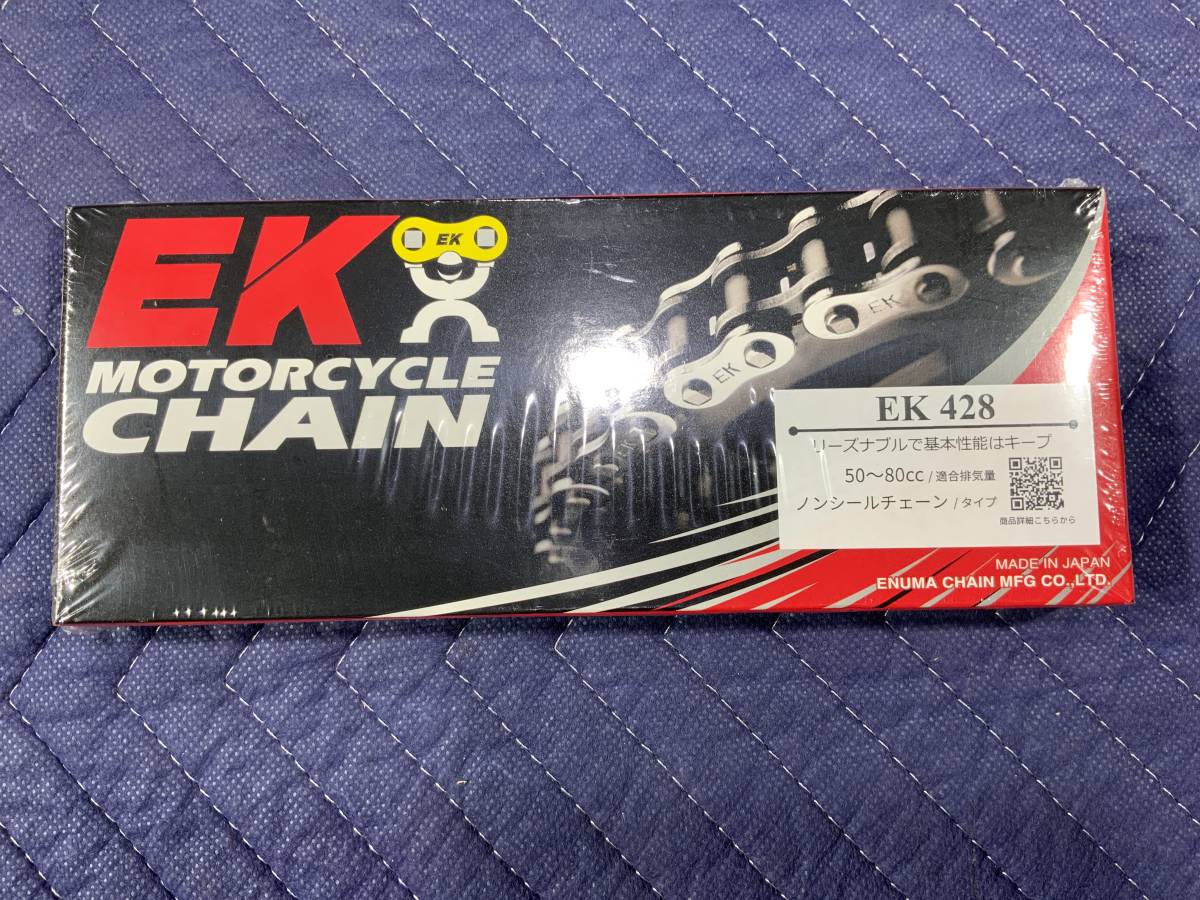 EK
EK
MOTORCYCLE
CHAIN
EK
EK
EK 428
リーズナブルで基本性能はキープ
50～80cc /適合排気量
ノンシールチェーン /タイプ
商品詳細こちらから
MADE IN JAPAN
ENUMA CHAIN MFG CO.,LTD.